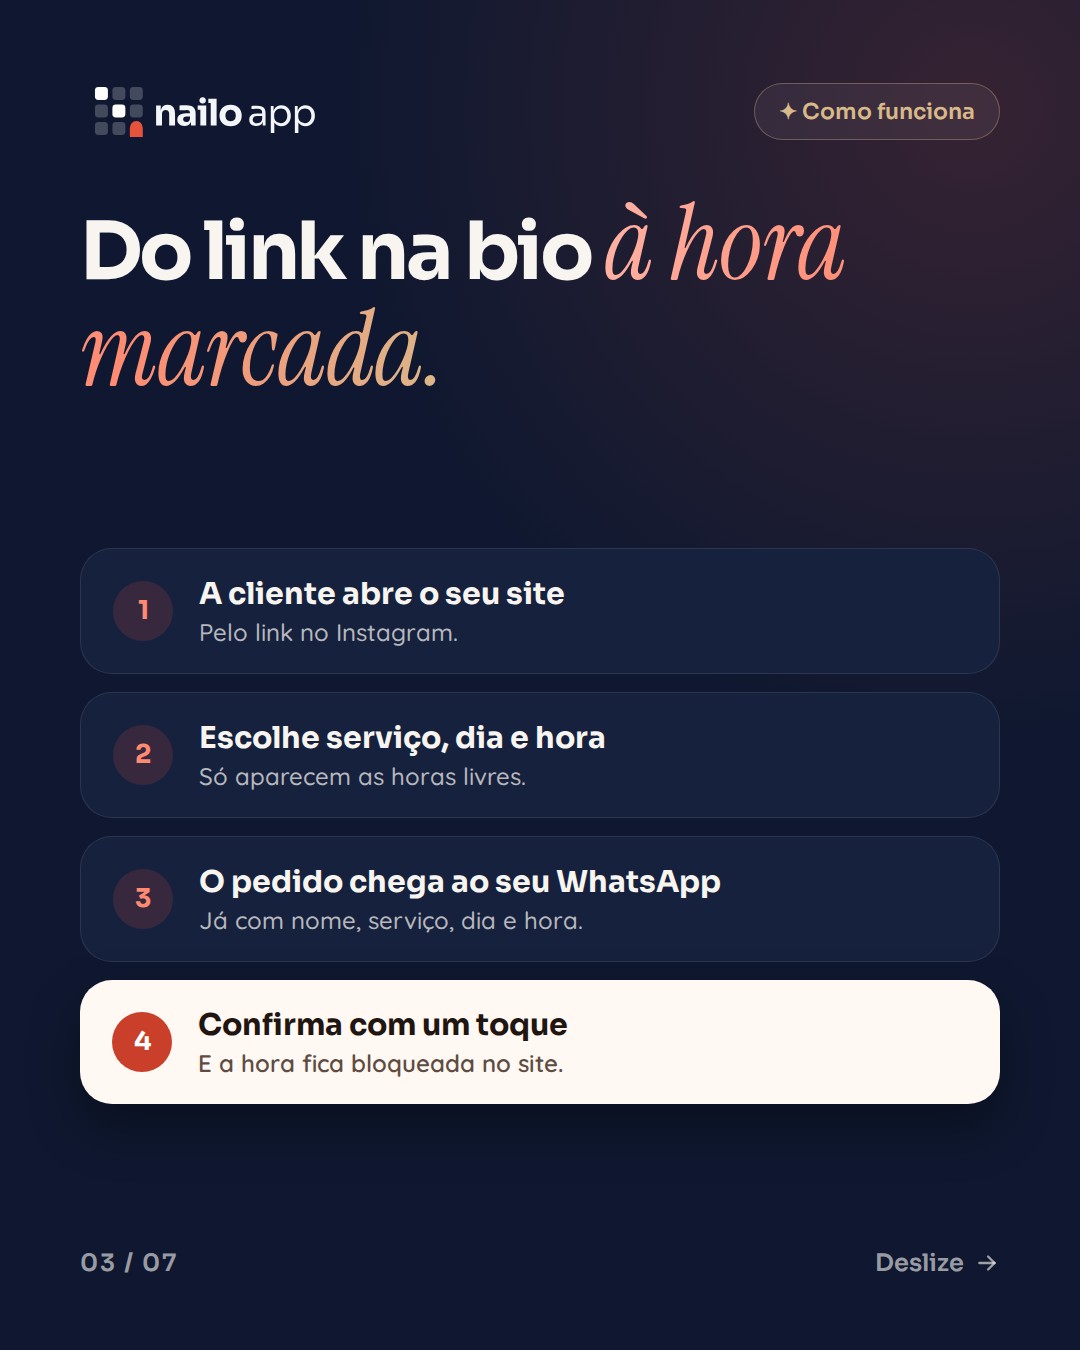 nailo app
✦ Como funciona
Do link na bio à hora
marcada.
1
A cliente abre o seu site
Pelo link no Instagram.
2
Escolhe serviço, dia e hora
Só aparecem as horas livres.
3
O pedido chega ao seu WhatsApp
Já com nome, serviço, dia e hora.
4
Confirma com um toque
E a hora fica bloqueada no site.
03 / 07
Deslize →